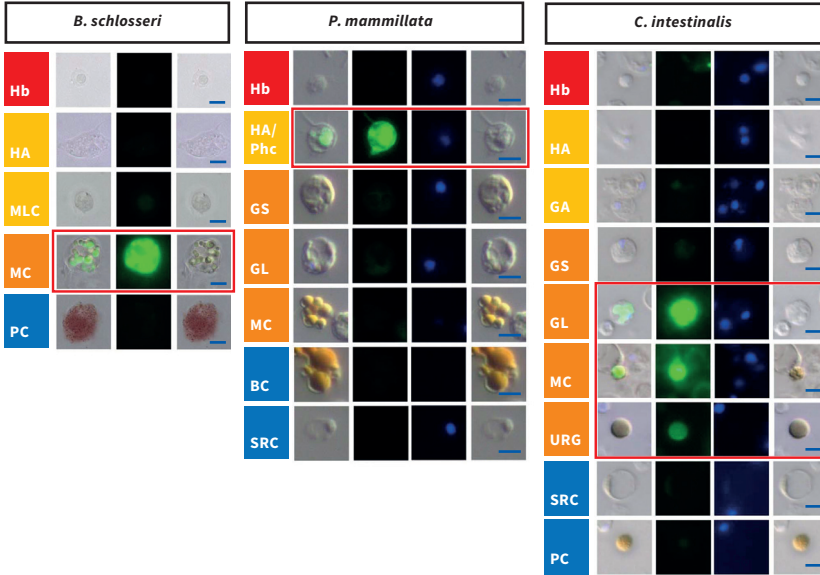 B. schlosseri
Hb
HA
MLC
MC
PC
P. mammillata
Hb
HA/
Phc
GS
GL
MC
BC
SRC
C. intestinalis
Hb
HA
GA
GS
GL
MC
URG
SRC
PC